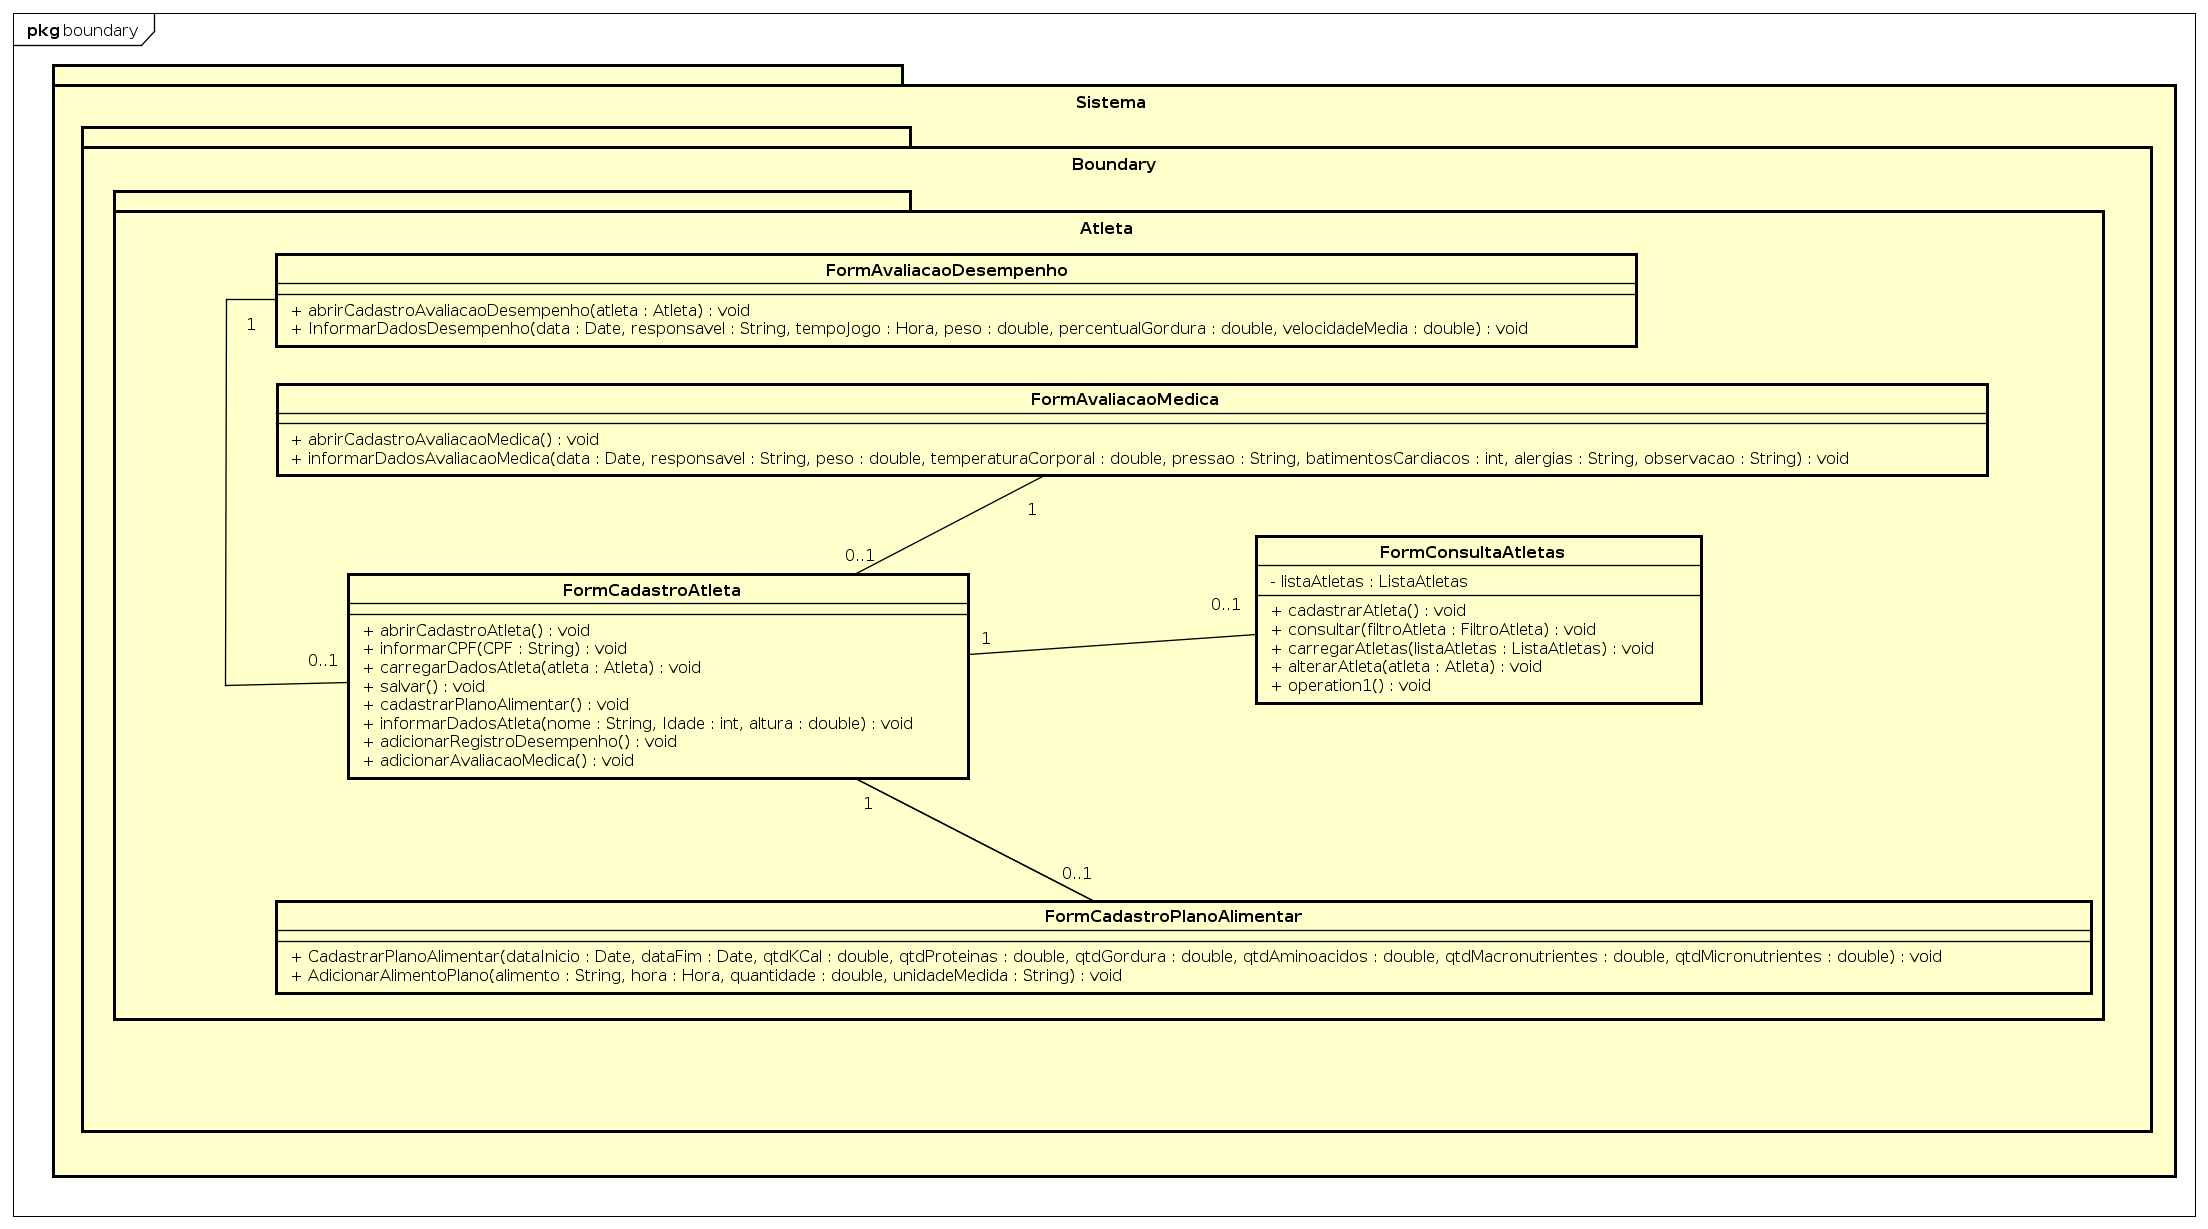 pkg boundary
Sistema
Boundary
Atleta
FormAvaliacaoDesempenho
+ abrirCadastroAvaliacaoDesempenho(atleta : Atleta) : void
+ InformarDadosDesempenho(data : Date, responsavel : String, tempoJogo : Hora, peso : double, percentualGordura : double, velocidadeMedia : double) : void
1
FormAvaliacaoMedica
+ abrirCadastroAvaliacaoMedica() : void
+ informarDadosAvaliacaoMedica(data : Date, responsavel : String, peso : double, temperaturaCorporal : double, pressao : String, batimentosCardiacos : int, alergias : String, observacao : String) : void
1
0..1
FormConsultaAtletas
- listaAtletas : ListaAtletas
+ cadastrarAtleta() : void
+ consultar(filtroAtleta : FiltroAtleta) : void
+ carregarAtletas(listaAtletas : ListaAtletas) : void
+ alterarAtleta(atleta : Atleta) : void
+ operation1() : void
0..1
1
0..1
FormCadastroAtleta
+ abrirCadastroAtleta() : void
+ informarCPF(CPF : String) : void
+ carregarDadosAtleta(atleta : Atleta) : void
+ salvar() : void
+ cadastrarPlanoAlimentar() : void
+ informarDadosAtleta(nome : String, Idade : int, altura : double) : void
+ adicionarRegistroDesempenho() : void
+ adicionarAvaliacaoMedica() : void
1
0..1
FormCadastroPlanoAlimentar
+ CadastrarPlanoAlimentar(dataInicio : Date, dataFim : Date, qtdKCal : double, qtdProteinas : double, qtdGordura : double, qtdAminoacidos : double, qtdMacronutrientes : double, qtdMicronutrientes : double) : void
+ AdicionarAlimentoPlano(alimento : String, hora : Hora, quantidade : double, unidadeMedida : String) : void